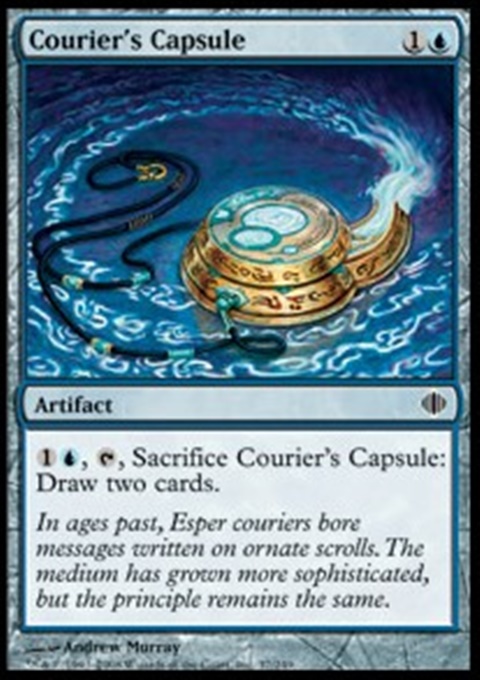 Courier's Capsule 1
Artifact
1, , Sacrifice Courier's Capsule:
Draw two cards.
In ages past, Esper couriers bore
messages written on ornate scrolls. The
medium has grown more sophisticated,
but the principle remains the same.
Andrew Murray